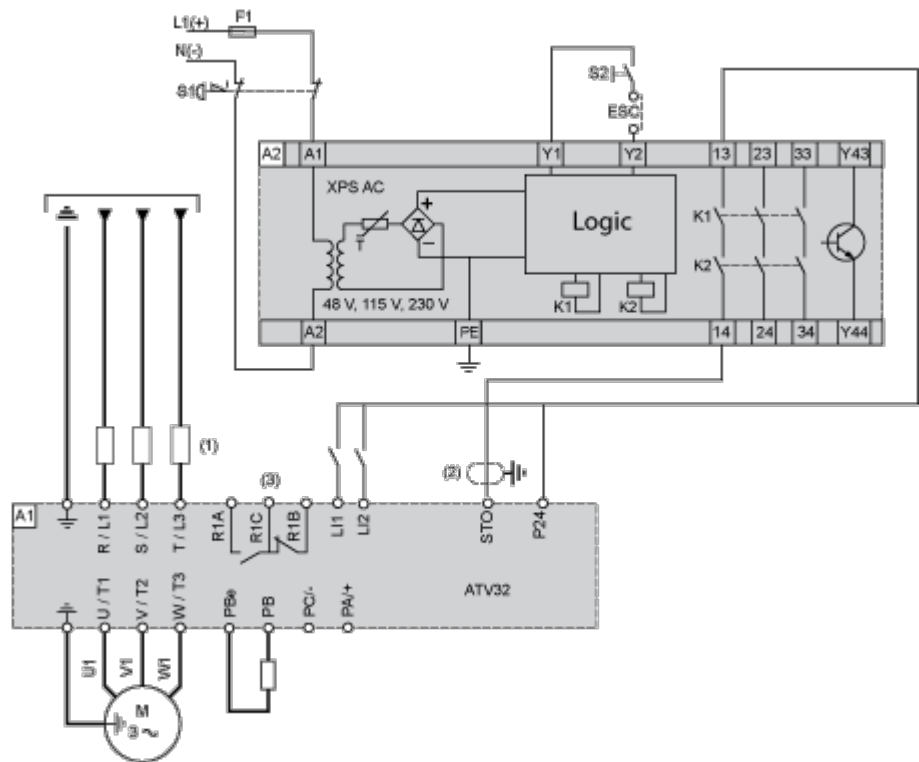 L1(+) F1
N(-)
S1
S2
ESC
A2 A1 Y1 Y2 13 23 33 Y43
XPS AC
+
T
−
Logic
K1
K2
48 V, 115 V, 230 V
K1 K2
A2 PE 14 24 34 Y44
(1)
(2)
(3)
A1
R / L1
S / L2
T / L3
R1A
R1C
R1B
LI1
LI2
STO
P24
ATV32
U / T1
V / T2
W / T3
PBe
PB
PC/-
PA/+
U1
V1
W1
M
3 ~